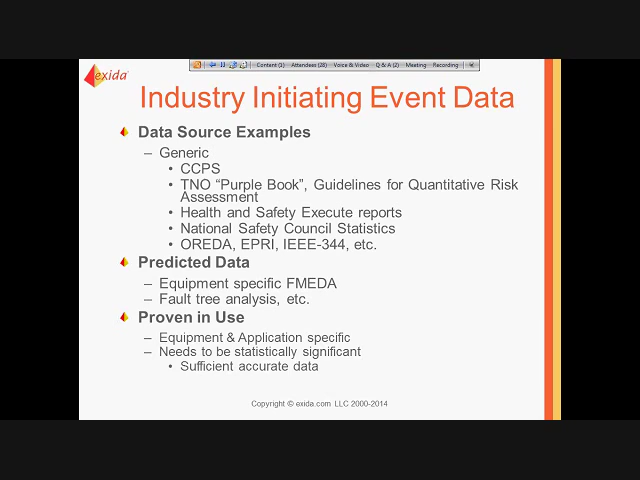 Content (1) Attendees (28) Voice & Video Q & A (2) Meeting Recording
exida
Industry Initiating Event Data
Data Source Examples
– Generic
• CCPS
• TNO “Purple Book”, Guidelines for Quantitative Risk
Assessment
• Health and Safety Execute reports
• National Safety Council Statistics
• OREDA, EPRI, IEEE-344, etc.
Predicted Data
– Equipment specific FMEDA
– Fault tree analysis, etc.
Proven in Use
– Equipment & Application specific
– Needs to be statistically significant
• Sufficient accurate data
Copyright © exida.com LLC 2000-2014